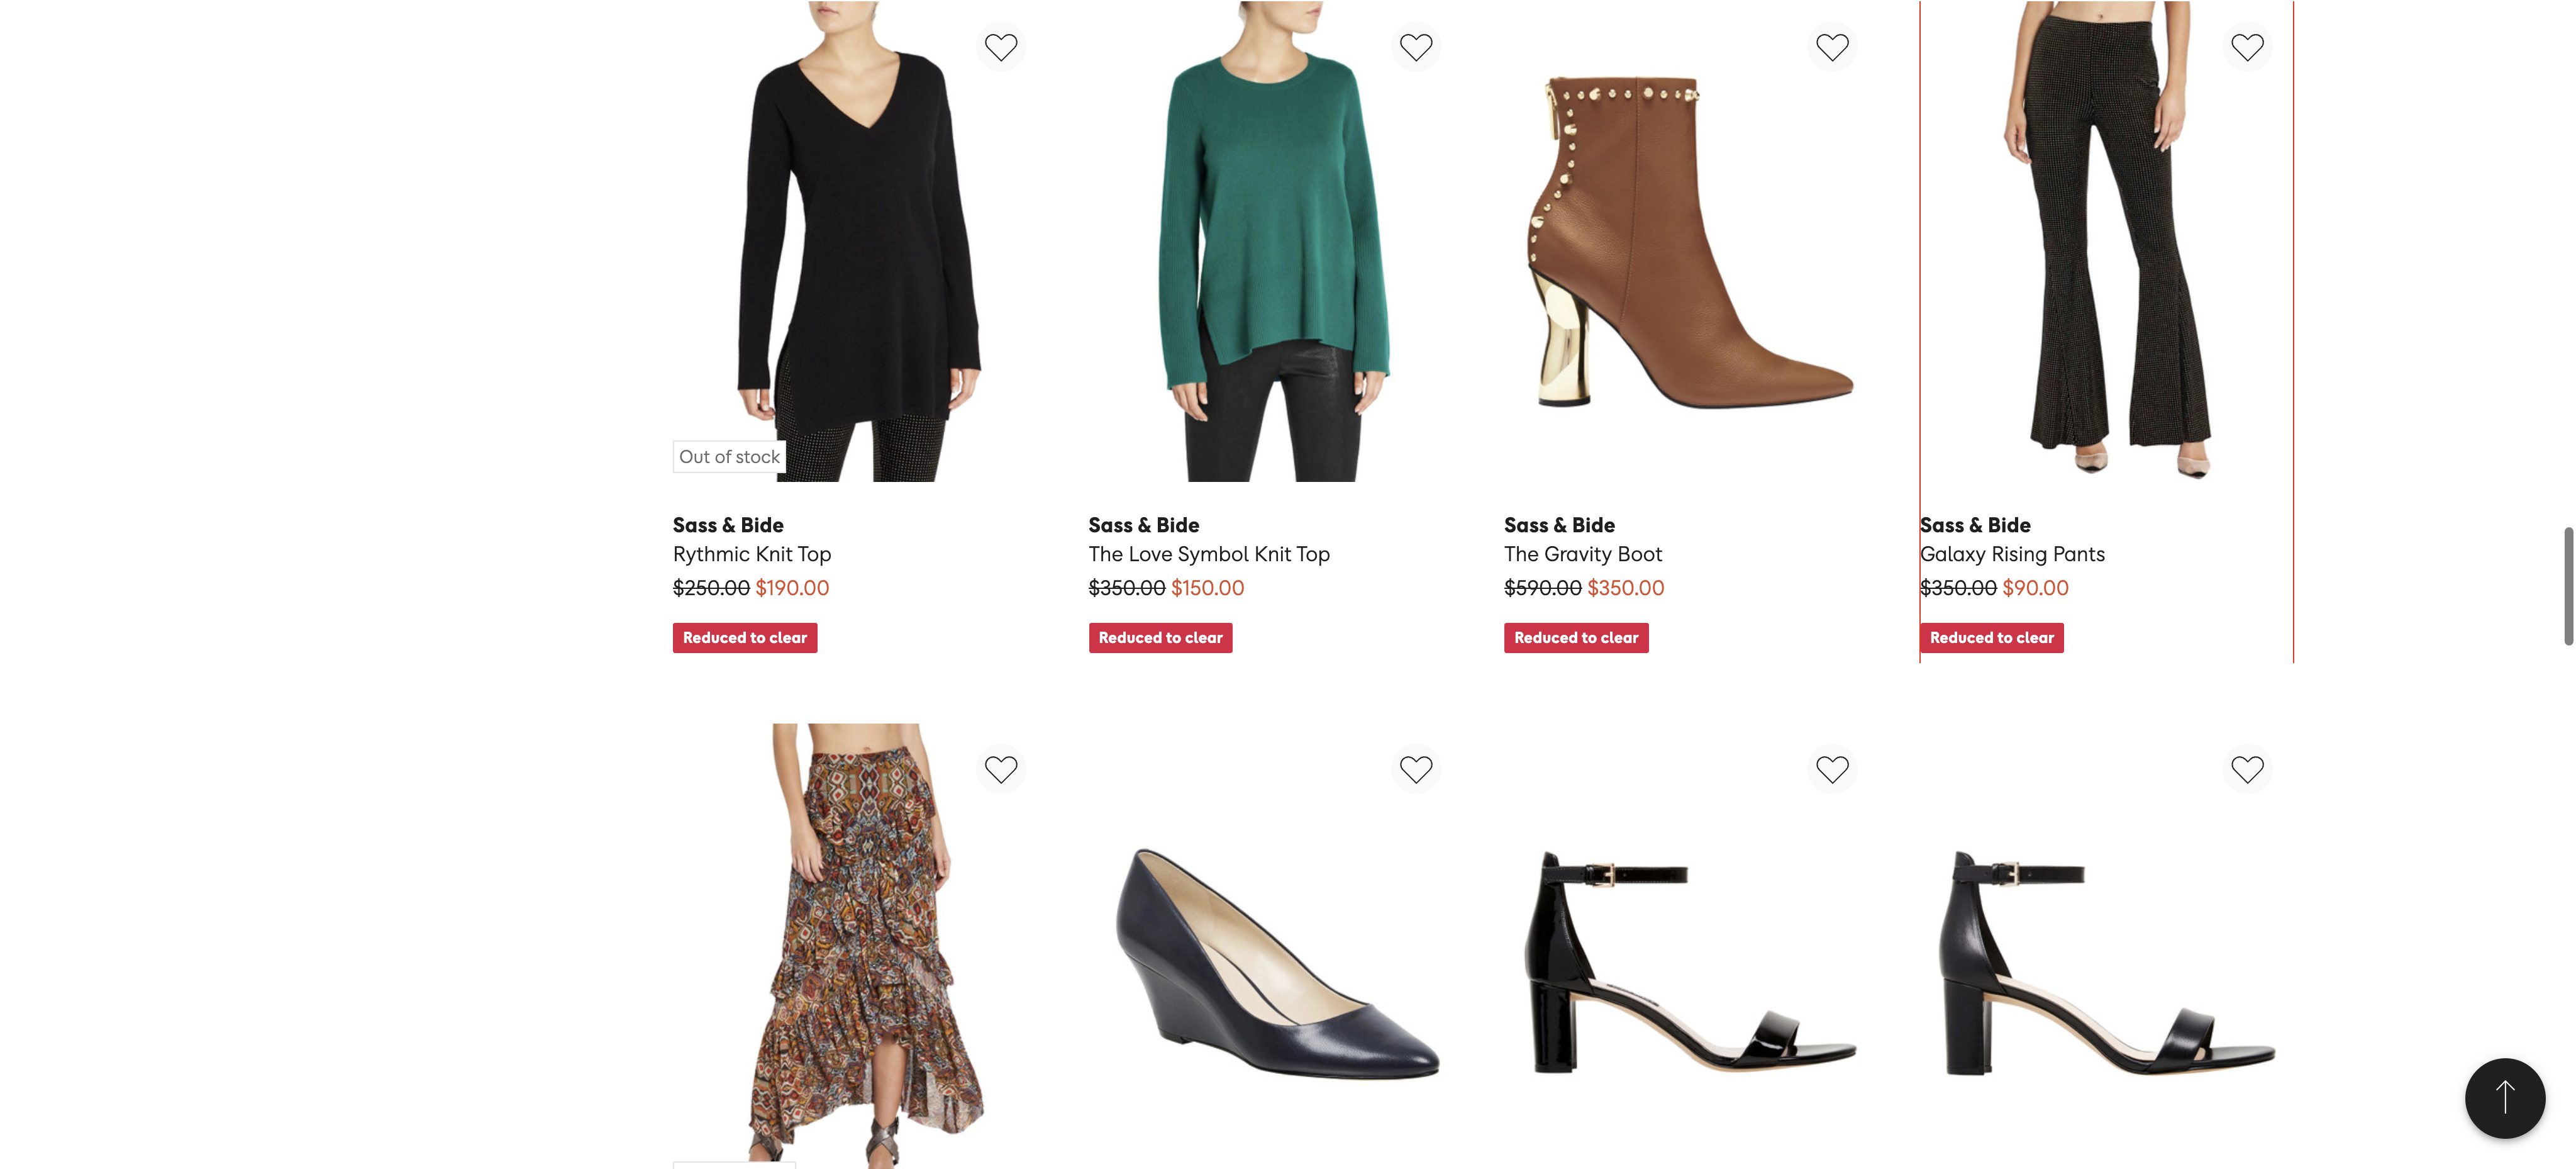 Out of stock
Sass & Bide
Rythmic Knit Top
$250.00 $190.00
Reduced to clear
Sass & Bide
The Love Symbol Knit Top
$350.00 $150.00
Reduced to clear
Sass & Bide
The Gravity Boot
$590.00 $350.00
Reduced to clear
Sass & Bide
Galaxy Rising Pants
$350.00 $90.00
Reduced to clear